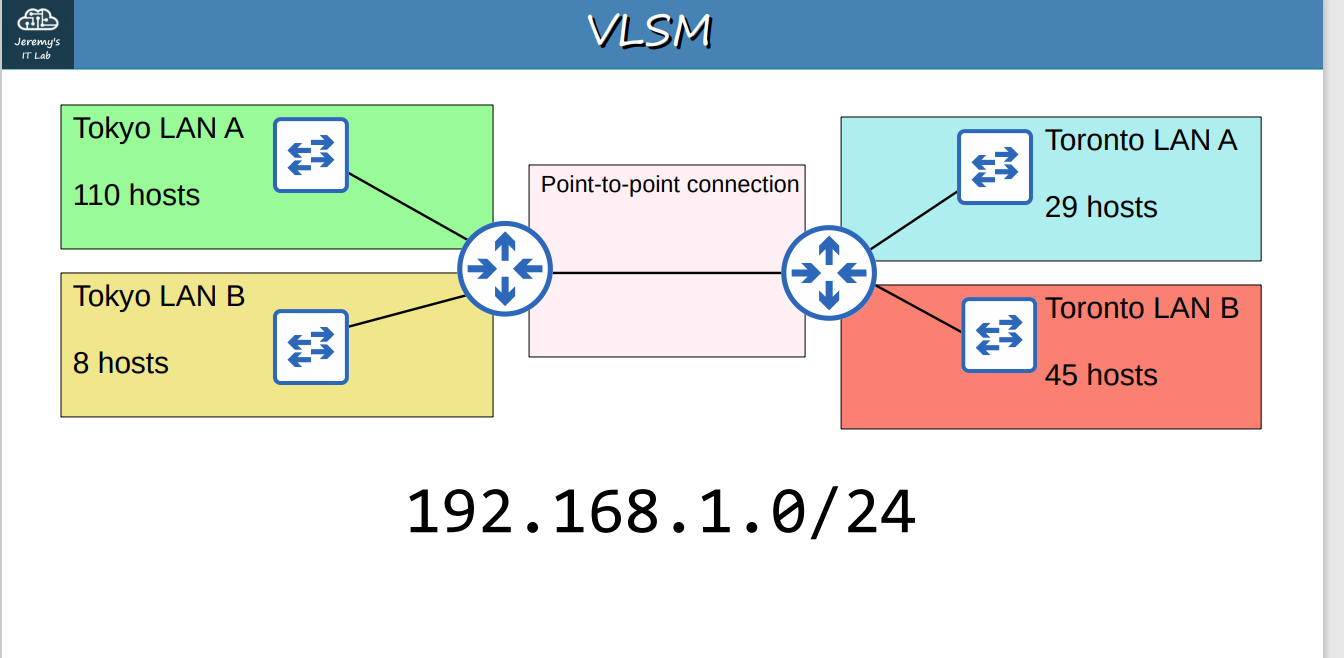 Jeremy's
IT Lab
VLSM
Tokyo LAN A
110 hosts
Tokyo LAN B
8 hosts
Point-to-point connection
Toronto LAN A
29 hosts
Toronto LAN B
45 hosts
192.168.1.0/24